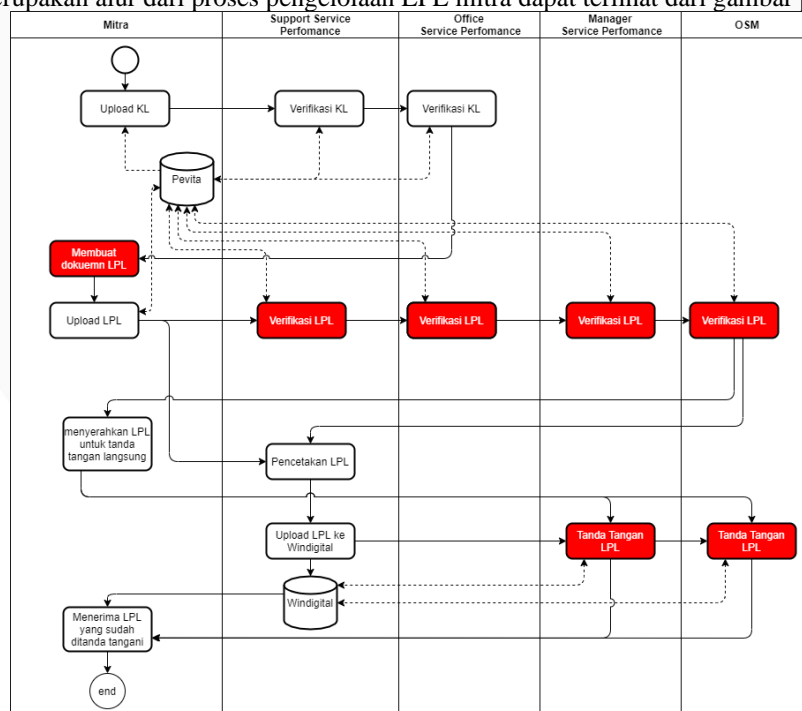 erupakan alur dari proses pengelolaan LPL mitra dapat terlihat dari gambar
Mitra
Support Service
Perfomance
Office
Service Perfomance
Manager
Service Perfomance
OSM
Upload KL
Verifikasi KL
Verifikasi KL
Pevita
Membuat
dokuemn LPL
Upload LPL
Verifikasi LPL
Verifikasi LPL
Verifikasi LPL
Verifikasi LPL
menyerahkan LPL
untuk tanda
tangan langsung
Pencetakan LPL
Upload LPL ke
Windigital
Tanda Tangan
LPL
Tanda Tangan
LPL
Windigital
Menerima LPL
yang sudah
ditanda tangani
end